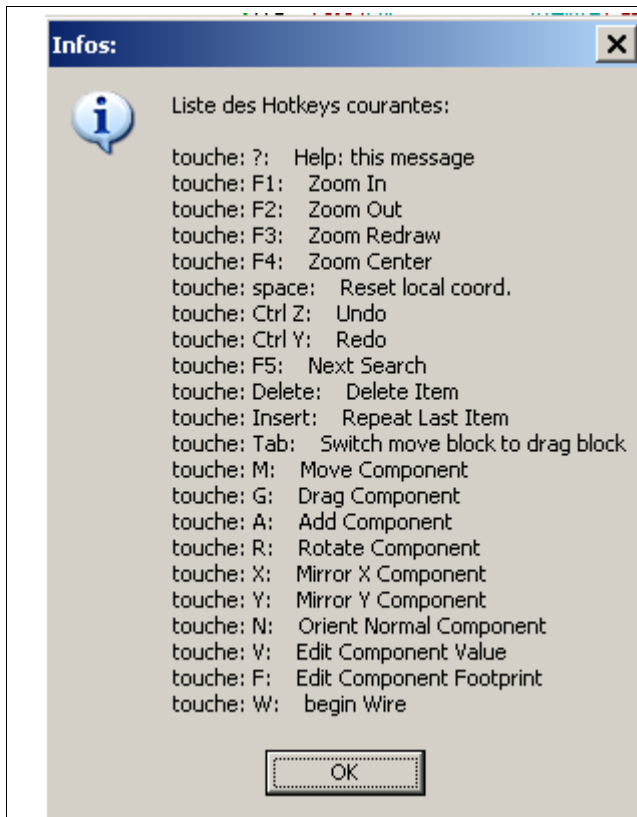 Infos:
Liste des Hotkeys courantes:
touche: ?: Help: this message
touche: F1: Zoom In
touche: F2: Zoom Out
touche: F3: Zoom Redraw
touche: F4: Zoom Center
touche: space: Reset local coord.
touche: Ctrl Z: Undo
touche: Ctrl Y: Redo
touche: F5: Next Search
touche: Delete: Delete Item
touche: Insert: Repeat Last Item
touche: Tab: Switch move block to drag block
touche: M: Move Component
touche: G: Drag Component
touche: A: Add Component
touche: R: Rotate Component
touche: X: Mirror X Component
touche: Y: Mirror Y Component
touche: N: Orient Normal Component
touche: V: Edit Component Value
touche: F: Edit Component Footprint
touche: W: begin Wire
OK